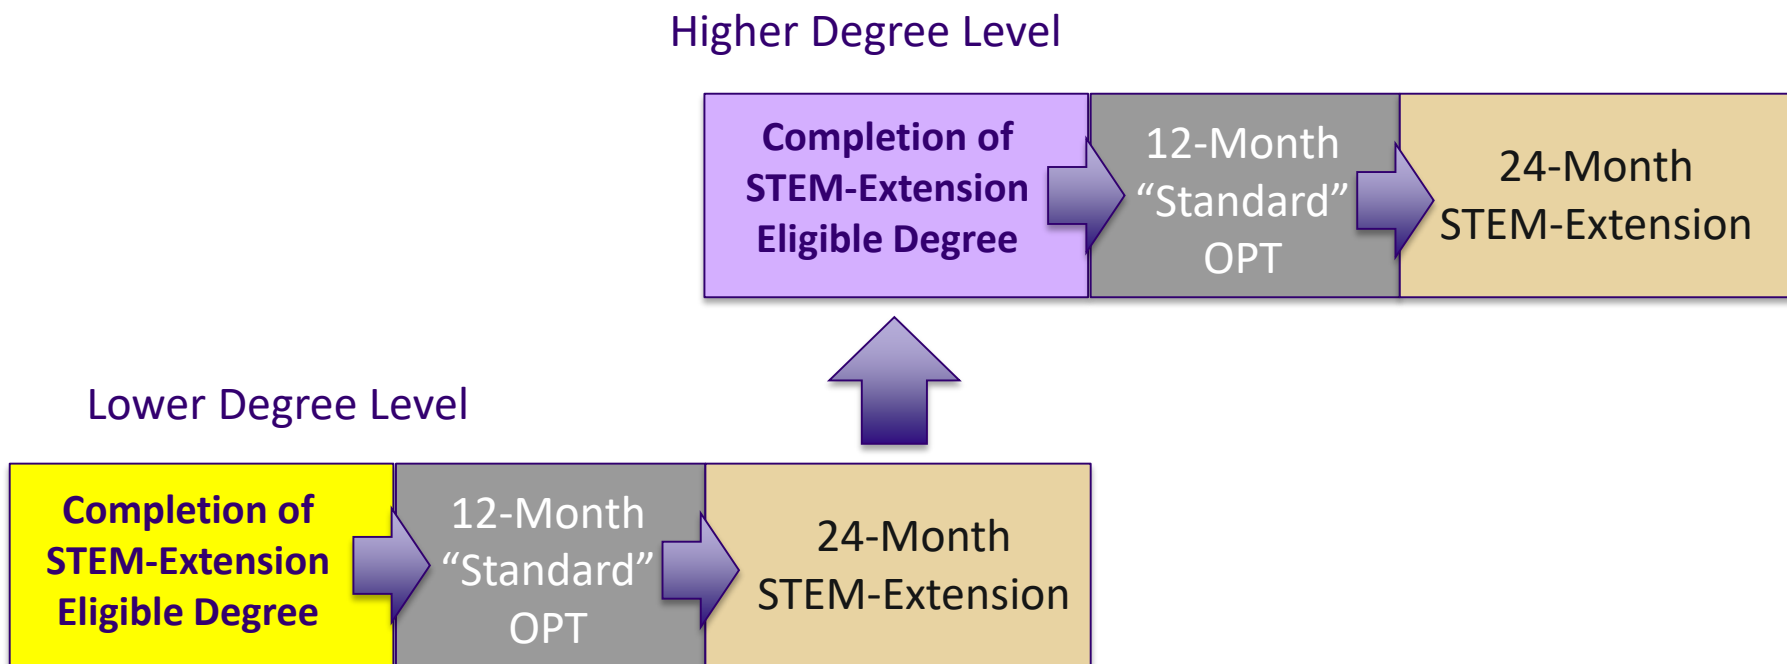 Higher Degree Level
Completion of
STEM-Extension
Eligible Degree
12-Month
“Standard”
OPT
24-Month
STEM-Extension
Lower Degree Level
Completion of
STEM-Extension
Eligible Degree
12-Month
“Standard”
OPT
24-Month
STEM-Extension